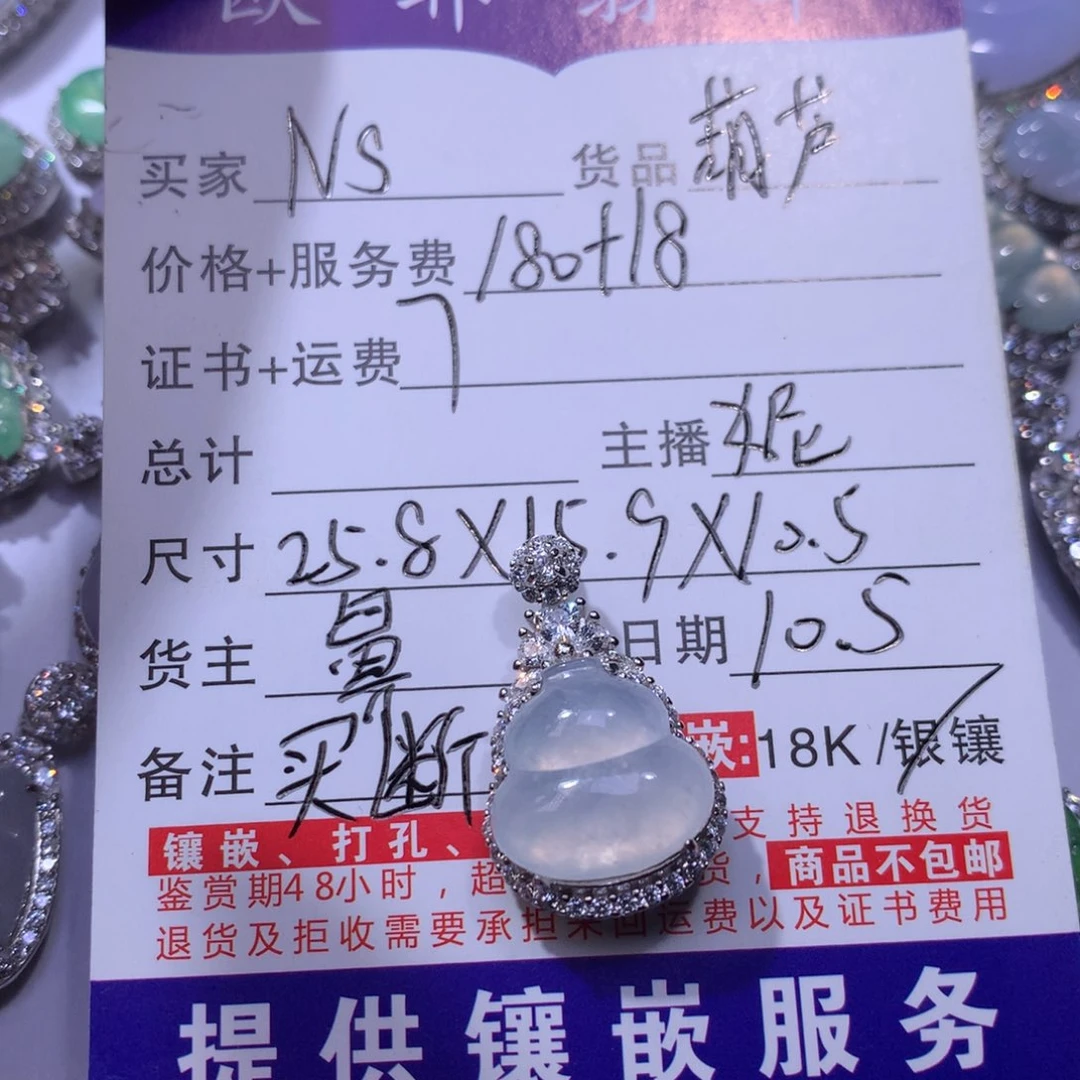 买家 NS 货品 葫芦
价格+服务费 180+18
证书+运费 7
总计 主播 妮
尺寸 25.8X15.9X10.5
货主 日期 10.5
备注 买断 嵌:18K /银镶
镶嵌、打孔、 支持退换货
鉴赏期48小时，超 货，商品不包邮
退货及拒收需要承担来回运费以及证书费用
提供镶嵌服务